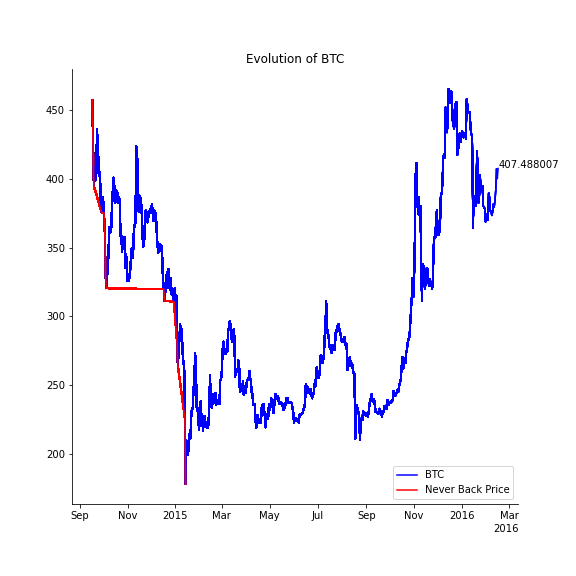 Evolution of BTC
450
400
350
300
250
200
407.488007
BTC
Never Back Price
Sep
Nov
2015
Mar
May
Jul
Sep
Nov
2016
Mar
2016